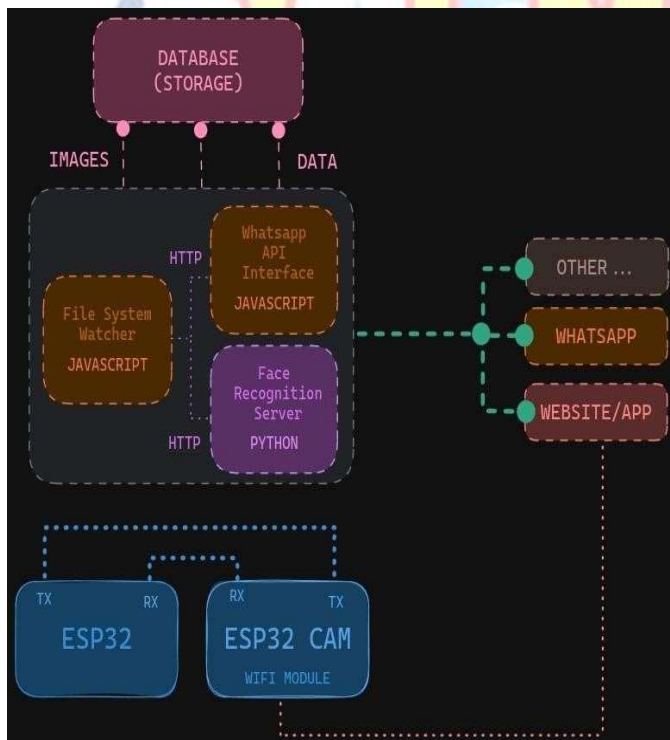 DATABASE
(STORAGE)
IMAGES
DATA
Whatsapp
API
Interface
JAVASCRIPT
HTTP
File System
Watcher
JAVASCRIPT
Face
Recognition
Server
PYTHON
HTTP
OTHER ...
WHATSAPP
WEBSITE/APP
TX
RX
ESP32
RX
TX
ESP32 CAM
WIFI MODULE